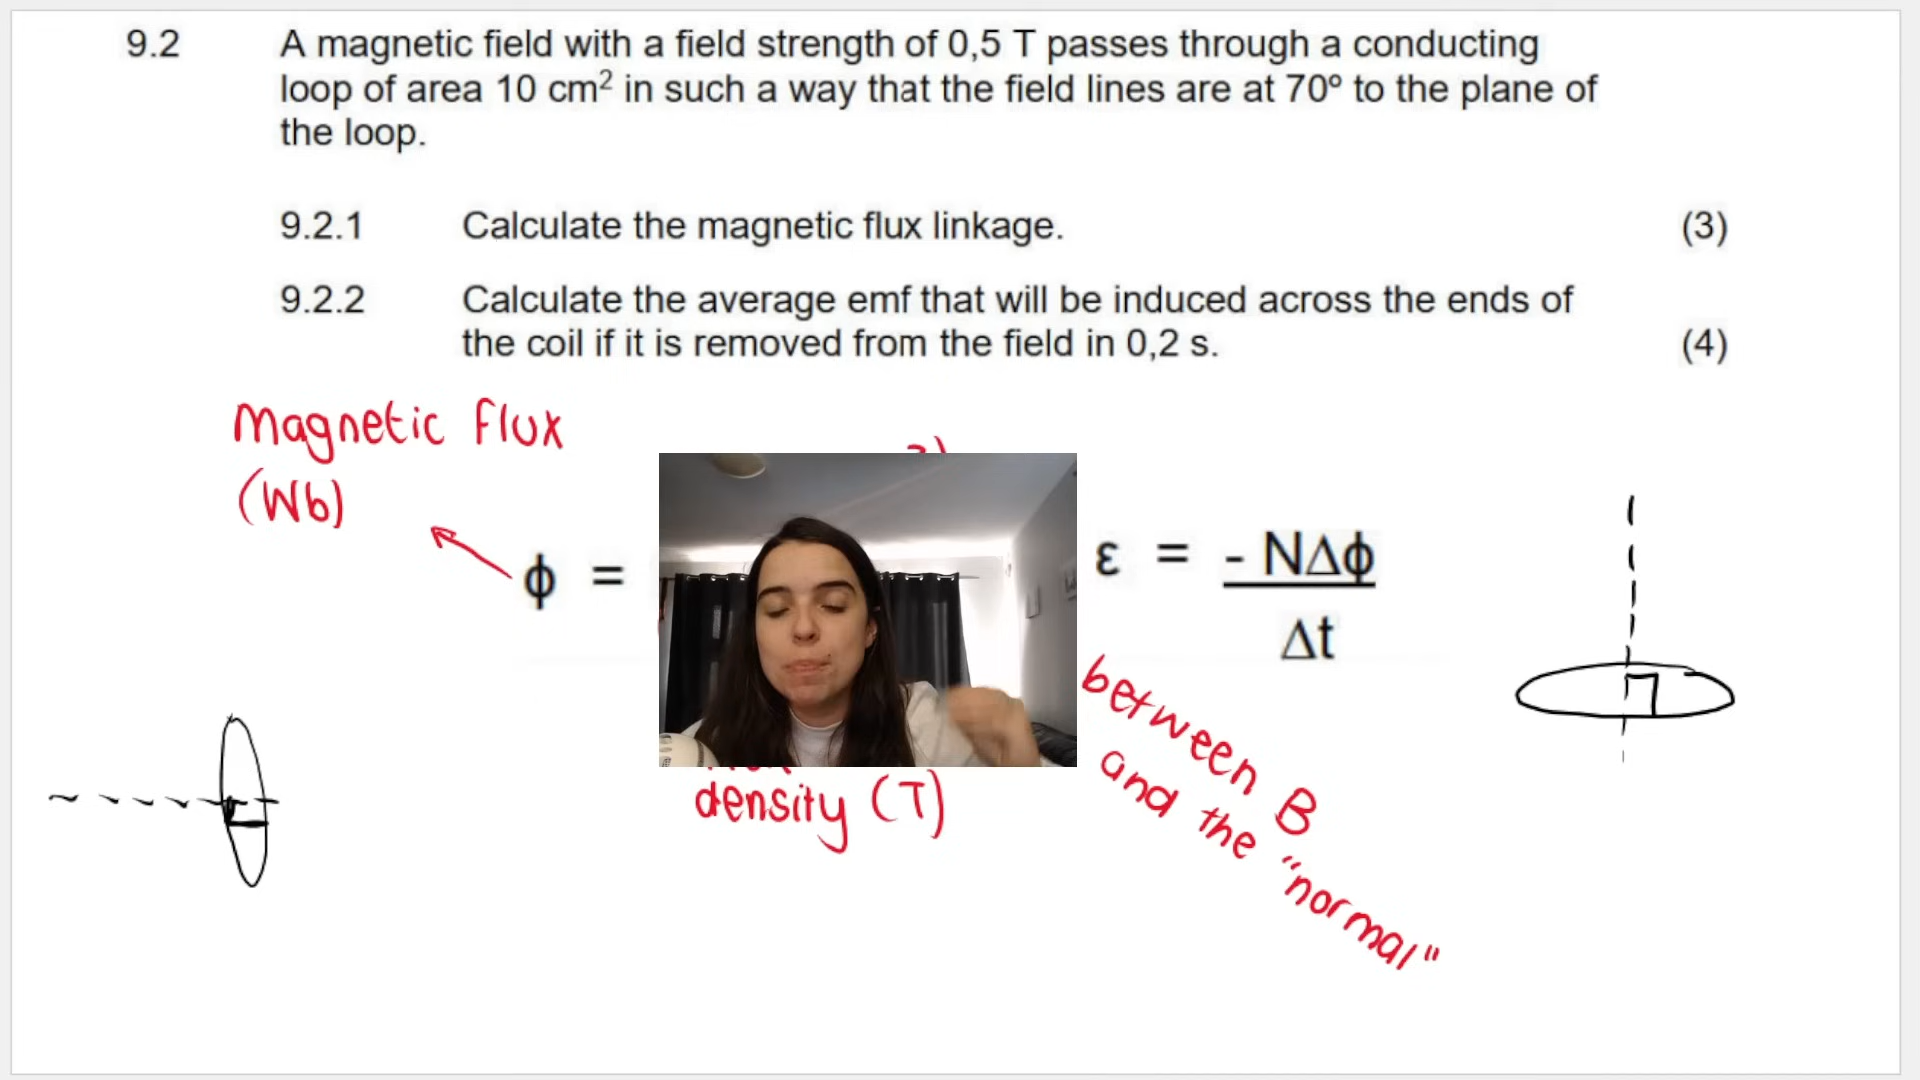 9.2 A magnetic field with a field strength of 0,5 T passes through a conducting
loop of area 10 cm² in such a way that the field lines are at 70º to the plane of
the loop.
9.2.1 Calculate the magnetic flux linkage. (3)
9.2.2 Calculate the average emf that will be induced across the ends of
the coil if it is removed from the field in 0,2 s. (4)
Magnetic flux
(Wb)
ϕ =
ε = - NΔϕ
Δt
density (T)
between B
and the "normal"